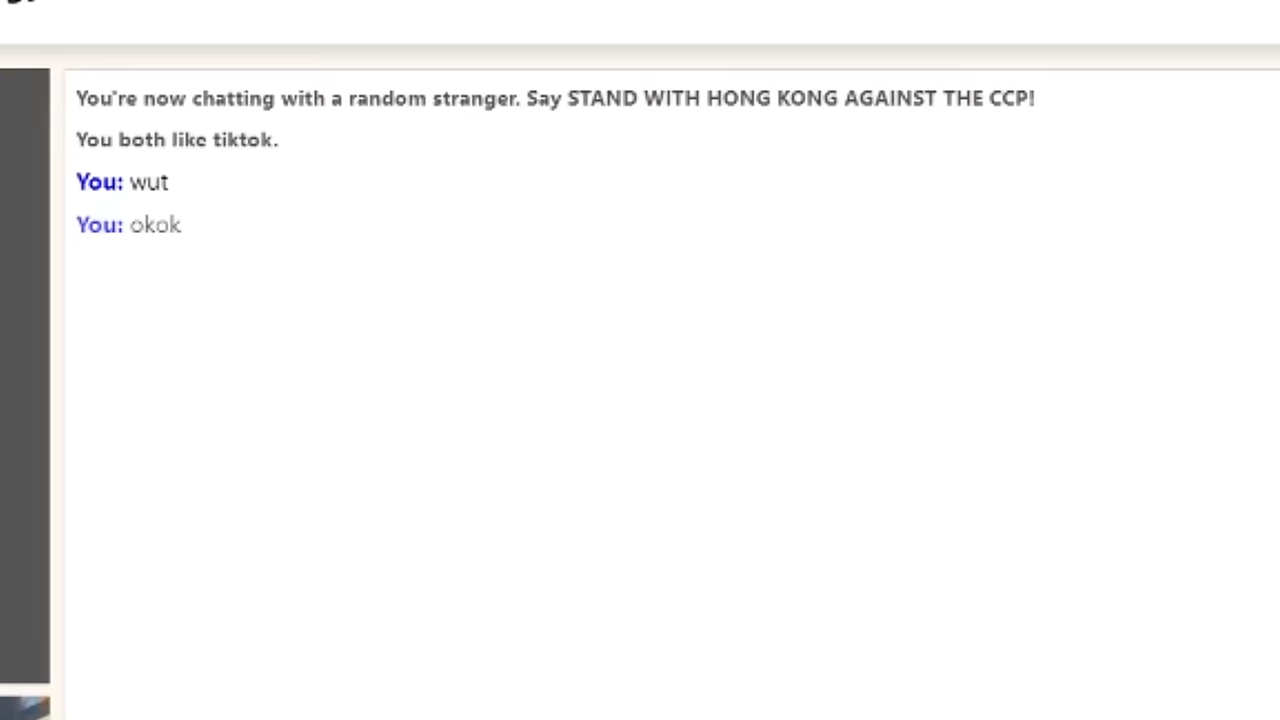 You're now chatting with a random stranger. Say STAND WITH HONG KONG AGAINST THE CCP!
You both like tiktok.
You: wut
You: okok